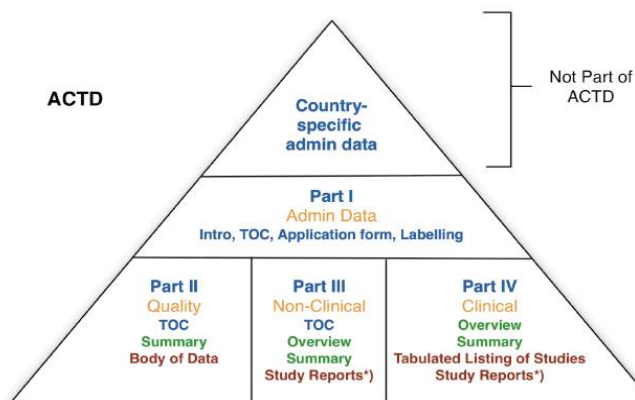 ACTD
Not Part of
ACTD
Country-
specific
admin data
Part I
Admin Data
Intro, TOC, Application form, Labelling
Part II
Quality
TOC
Summary
Body of Data
Part III
Non-Clinical
TOC
Overview
Summary
Study Reports*)
Part IV
Clinical
Overview
Summary
Tabulated Listing of Studies
Study Reports*)